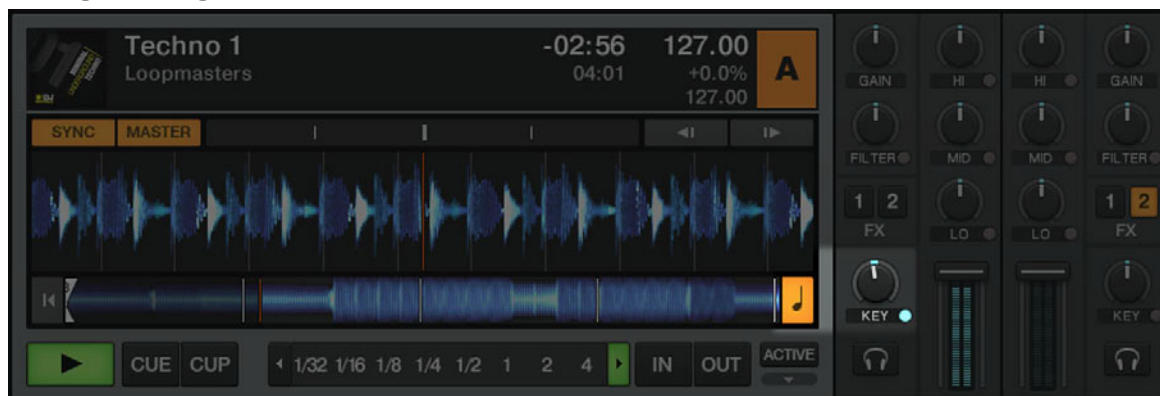 Techno 1 -02:56 127.00 A
Loopmasters 04:01 +0.0%
127.00
SYNC MASTER
CUE CUP 1/32 1/16 1/8 1/4 1/2 1 2 4 IN OUT ACTIVE
GAIN HI HI GAIN
FILTER MID MID FILTER
1 2 1 2
FX LO LO FX
KEY KEY